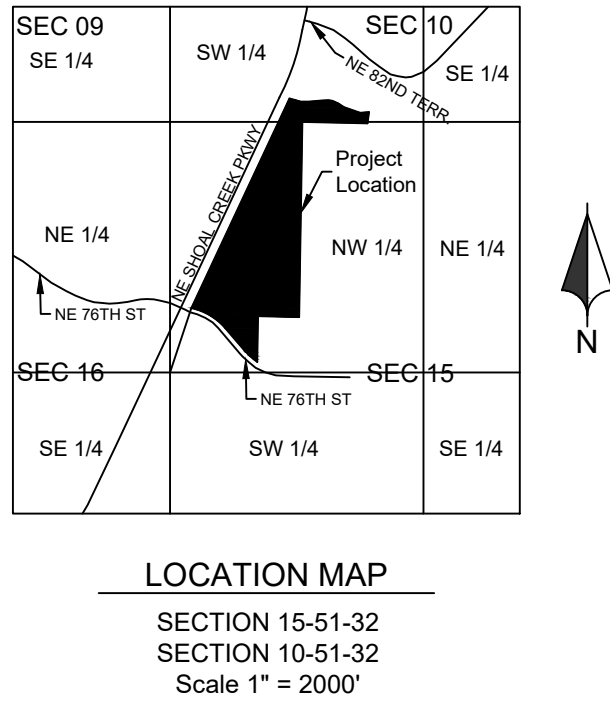 SEC 09
SEC 10
SE 1/4
SW 1/4
SE 1/4
NE 82ND TERR.
NE SHOAL CREEK PKWY
Project
Location
NE 1/4
NW 1/4
NE 1/4
NE 76TH ST
N
SEC 16
SEC 15
NE 76TH ST
SE 1/4
SW 1/4
SE 1/4
LOCATION MAP
SECTION 15-51-32
SECTION 10-51-32
Scale 1" = 2000'